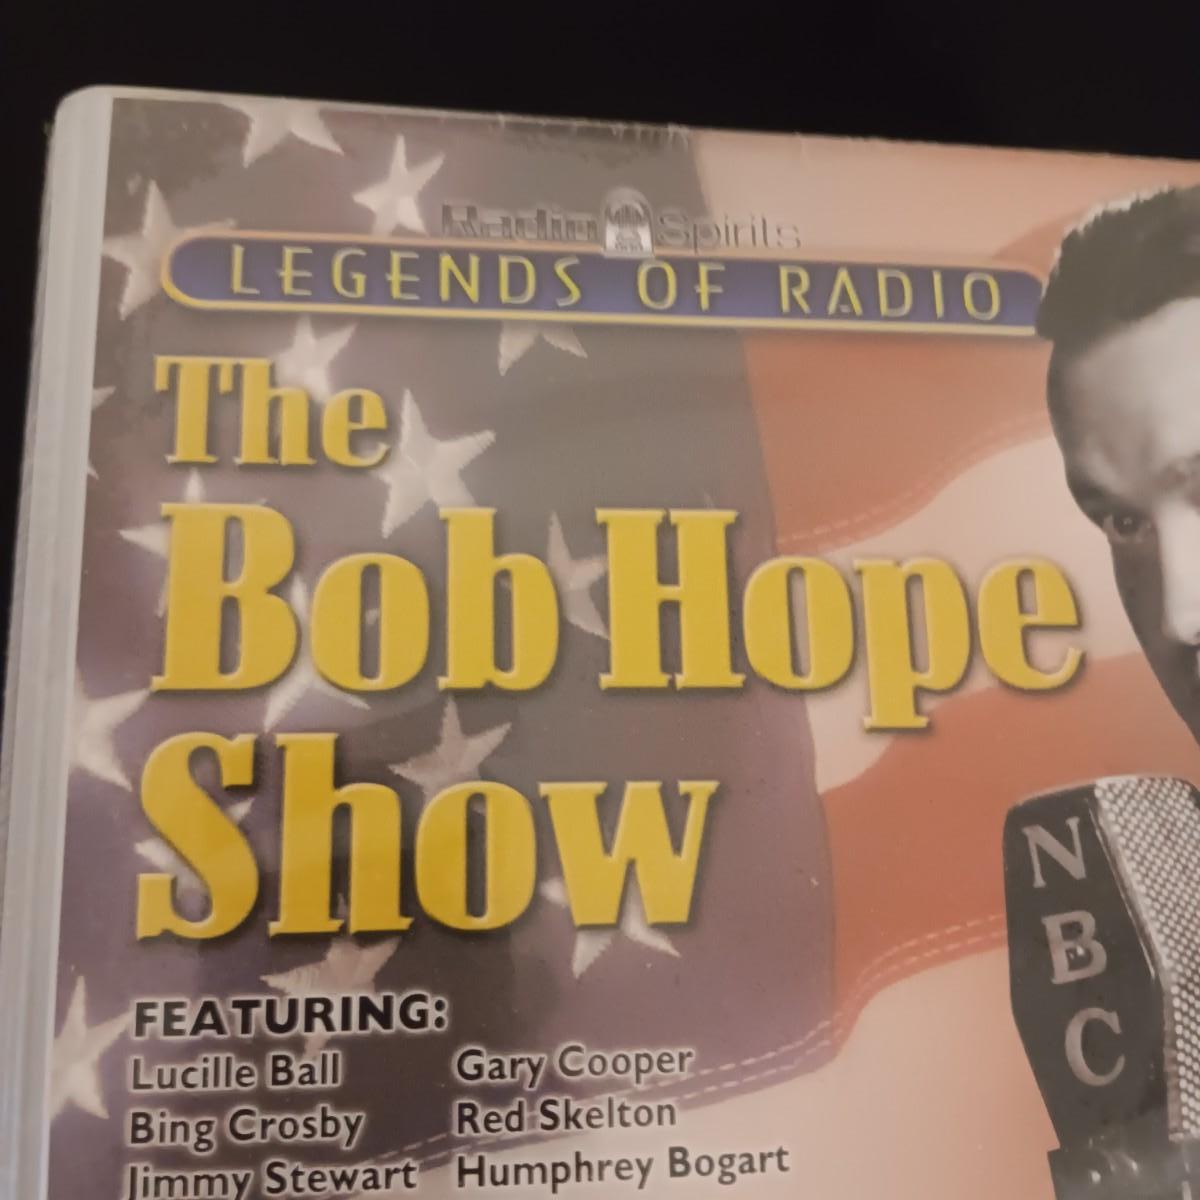 Radio Spirits
LEGENDS OF RADIO
The
Bob Hope
Show
NBC
FEATURING:
Lucille Ball Gary Cooper
Bing Crosby Red Skelton
Jimmy Stewart Humphrey Bogart